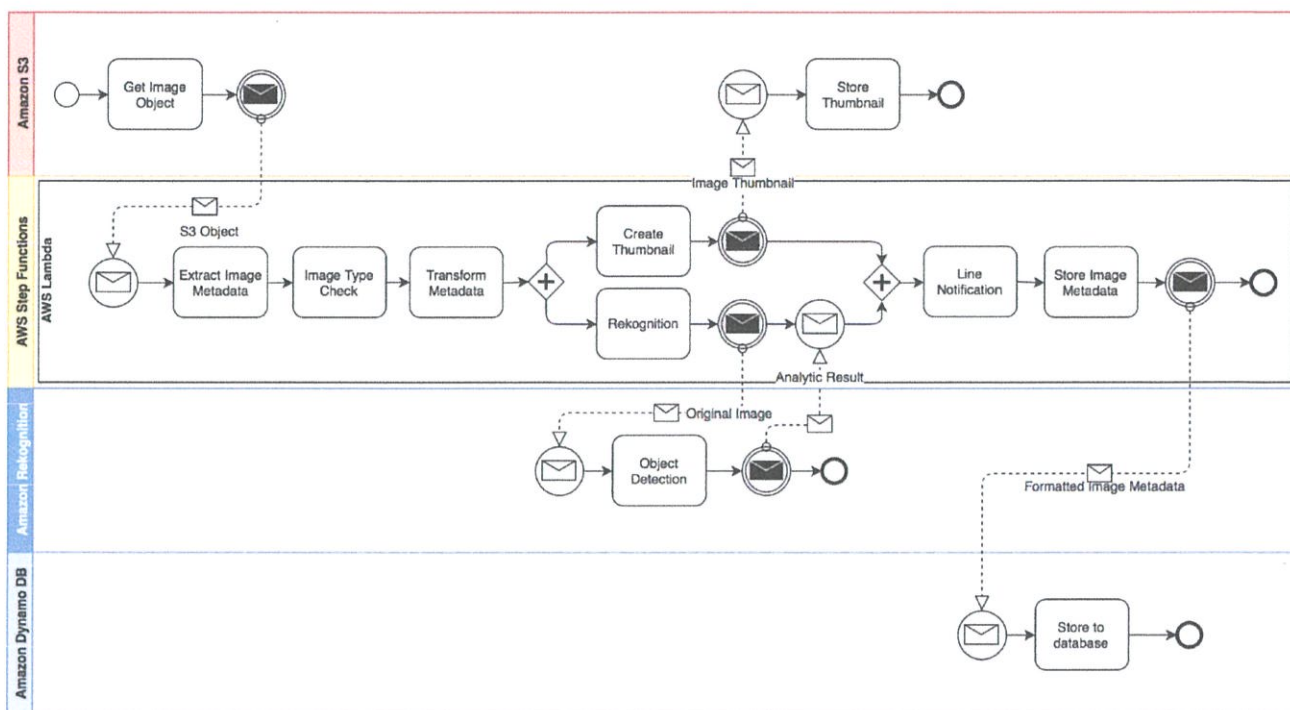 Amazon S3
Get Image
Object
Store
Thumbnail
Image Thumbnail
S3 Object
AWS Step Functions
AWS Lambda
Extract Image
Metadata
Image Type
Check
Transform
Metadata
Create
Thumbnail
Rekognition
Line
Notification
Store Image
Metadata
Analytic Result
Amazon Rekognition
Original Image
Object
Detection
Formatted Image Metadata
Amazon Dynamo DB
Store to
database